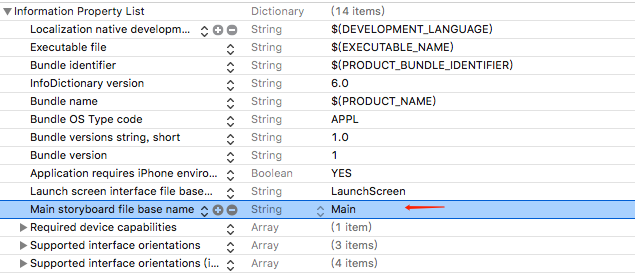 Information Property List Dictionary (14 items)
Localization native developm... String $(DEVELOPMENT_LANGUAGE)
Executable file String $(EXECUTABLE_NAME)
Bundle identifier String $(PRODUCT_BUNDLE_IDENTIFIER)
InfoDictionary version String 6.0
Bundle name String $(PRODUCT_NAME)
Bundle OS Type code String APPL
Bundle versions string, short String 1.0
Bundle version String 1
Application requires iPhone enviro... Boolean YES
Launch screen interface file base... String LaunchScreen
Main storyboard file base name String Main
Required device capabilities Array (1 item)
Supported interface orientations Array (3 items)
Supported interface orientations (i... Array (4 items)